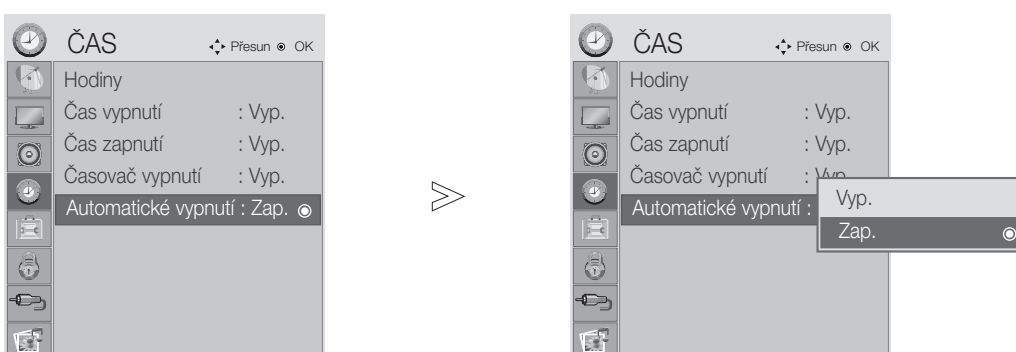 ČAS Přesun OK
Hodiny
Čas vypnutí : Vyp.
Čas zapnutí : Vyp.
Časovač vypnutí : Vyp.
Automatické vypnutí : Zap.
ČAS Přesun OK
Hodiny
Čas vypnutí : Vyp.
Čas zapnutí : Vyp.
Časovač vypnutí :
Automatické vypnutí :
Vyp.
Zap.